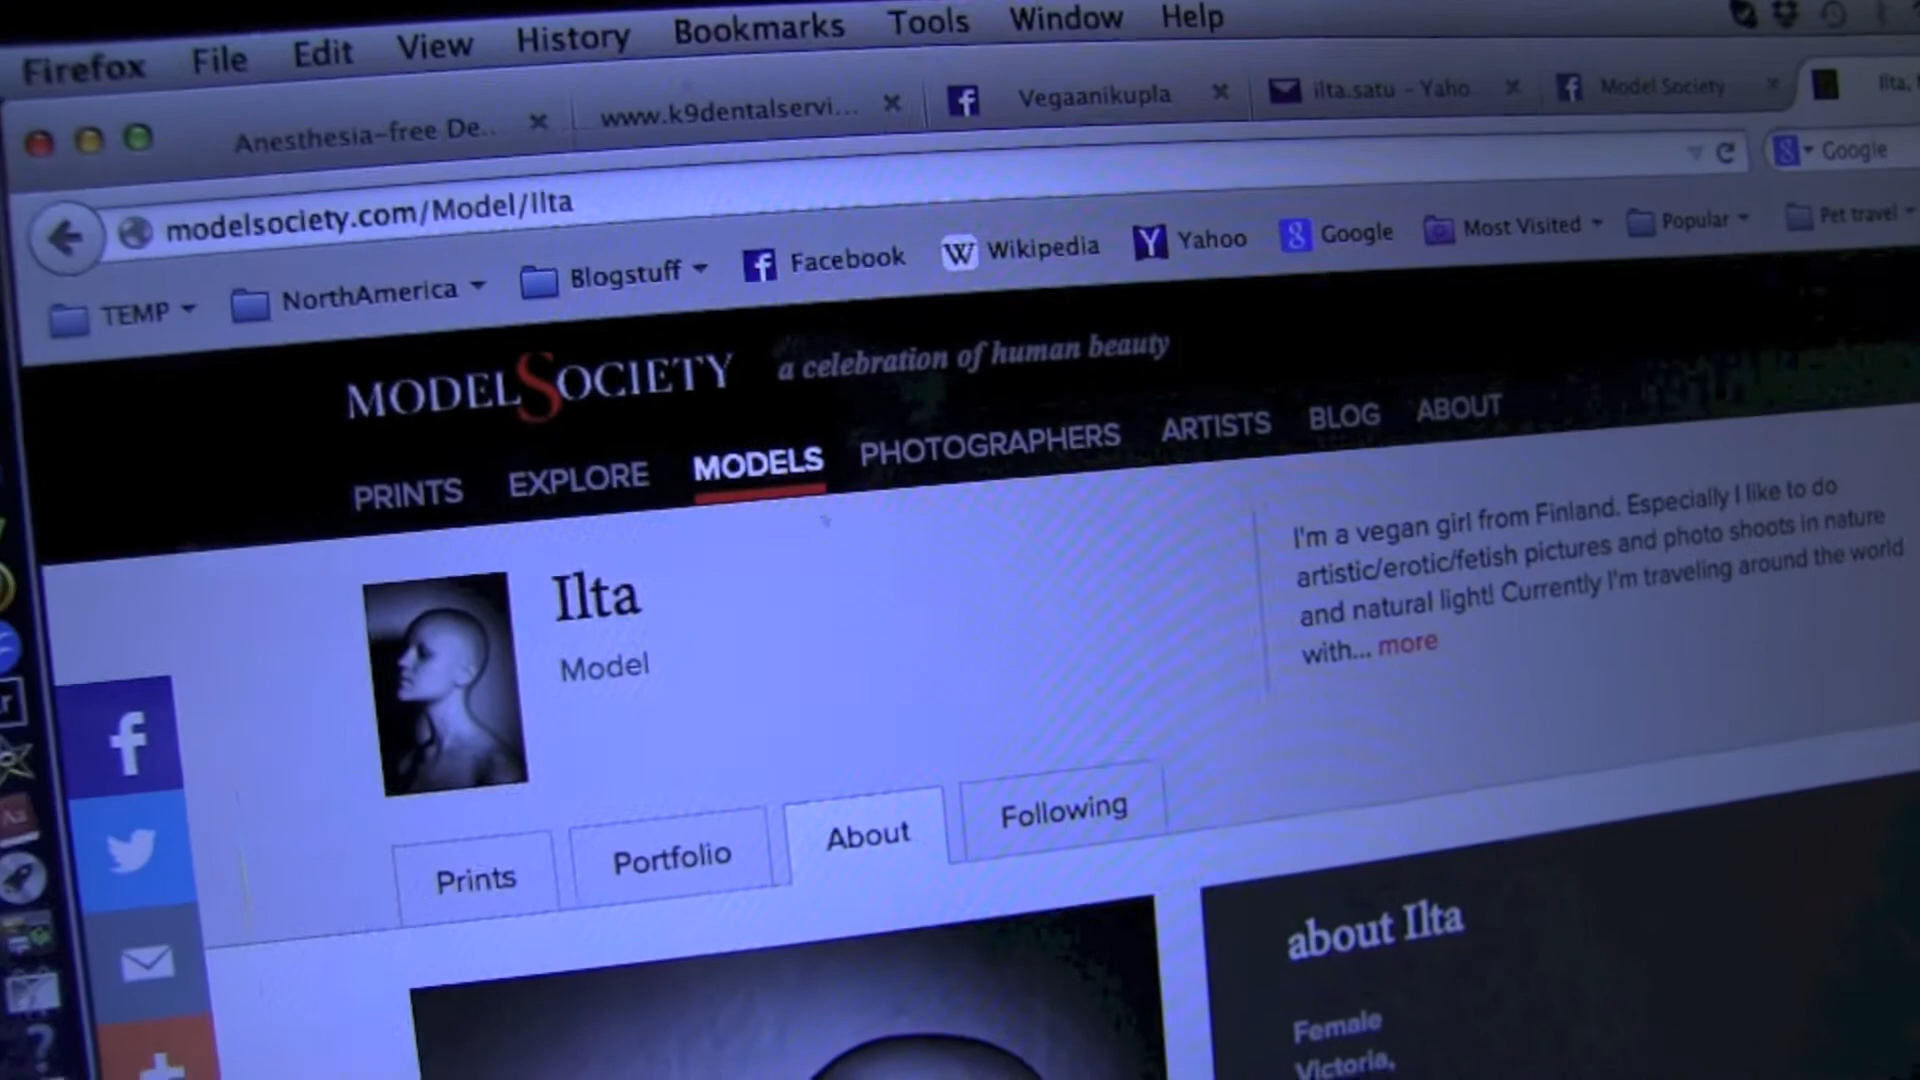 Firefox File Edit View History Bookmarks Tools Window Help
Anesthesia-free De... www.k9dentalservi... Vegaanikupla ilta.satu - Yaho Model Society Ilta,
modelsociety.com/Model/Ilta Google
TEMP NorthAmerica Blogstuff Facebook Wikipedia Yahoo Google Most Visited Popular Pet travel
MODELSOCIETY a celebration of human beauty
PRINTS EXPLORE MODELS PHOTOGRAPHERS ARTISTS BLOG ABOUT
Ilta
Model
I'm a vegan girl from Finland. Especially I like to do
artistic/erotic/fetish pictures and photo shoots in nature
and natural light! Currently I'm traveling around the world
with... more
Prints Portfolio About Following
about Ilta
Female
Victoria,